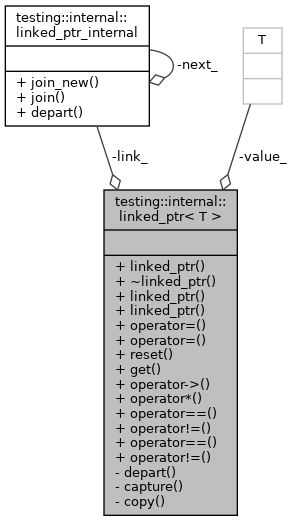 testing::internal::
linked_ptr_internal
+ join_new()
+ join()
+ depart()
-next_
T
-link_
-value_
testing::internal::
linked_ptr< T >
+ linked_ptr()
+ ~linked_ptr()
+ linked_ptr()
+ linked_ptr()
+ operator=()
+ operator=()
+ reset()
+ get()
+ operator->()
+ operator*()
+ operator==()
+ operator!=()
+ operator==()
+ operator!=()
- depart()
- capture()
- copy()